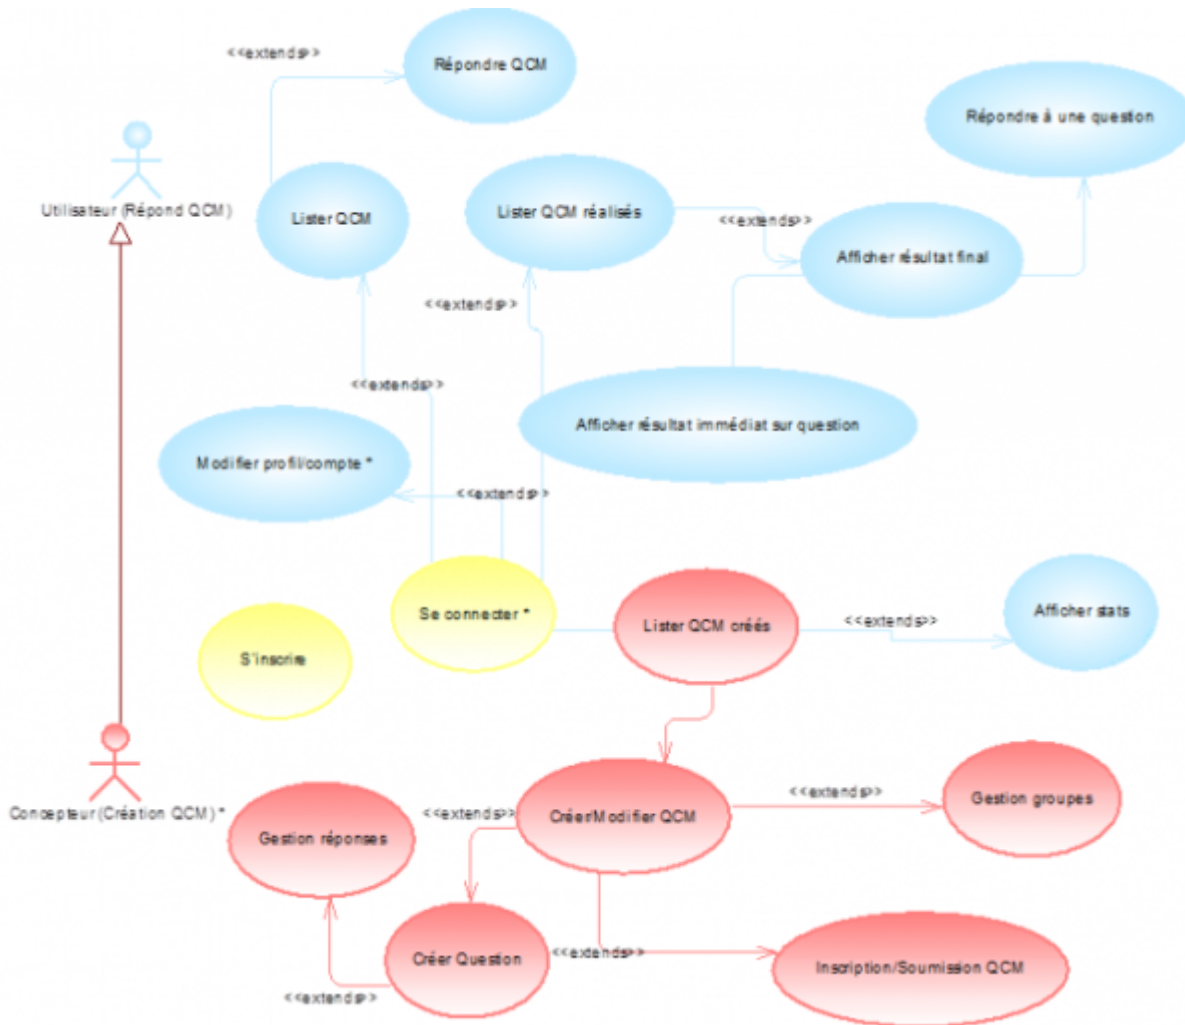 <<extends>>
Répondre QCM
Répondre à une question
Utilisateur (Répond QCM)
Lister QCM
Lister QCM réalisés
<<extends>>
Afficher résultat final
<<extends>>
<<extends>>
Afficher résultat immédiat sur question
Modifier profil/compte *
<<extends>>
Se connecter *
Lister QCM créés
<<extends>>
Afficher stats
S'inscrire
Concepteur (Création QCM) *
Gestion réponses
<<extends>>
Créer/Modifier QCM
<<extends>>
Gestion groupes
Créer Question
<<extends>>
Inscription/Soumission QCM
<<extends>>